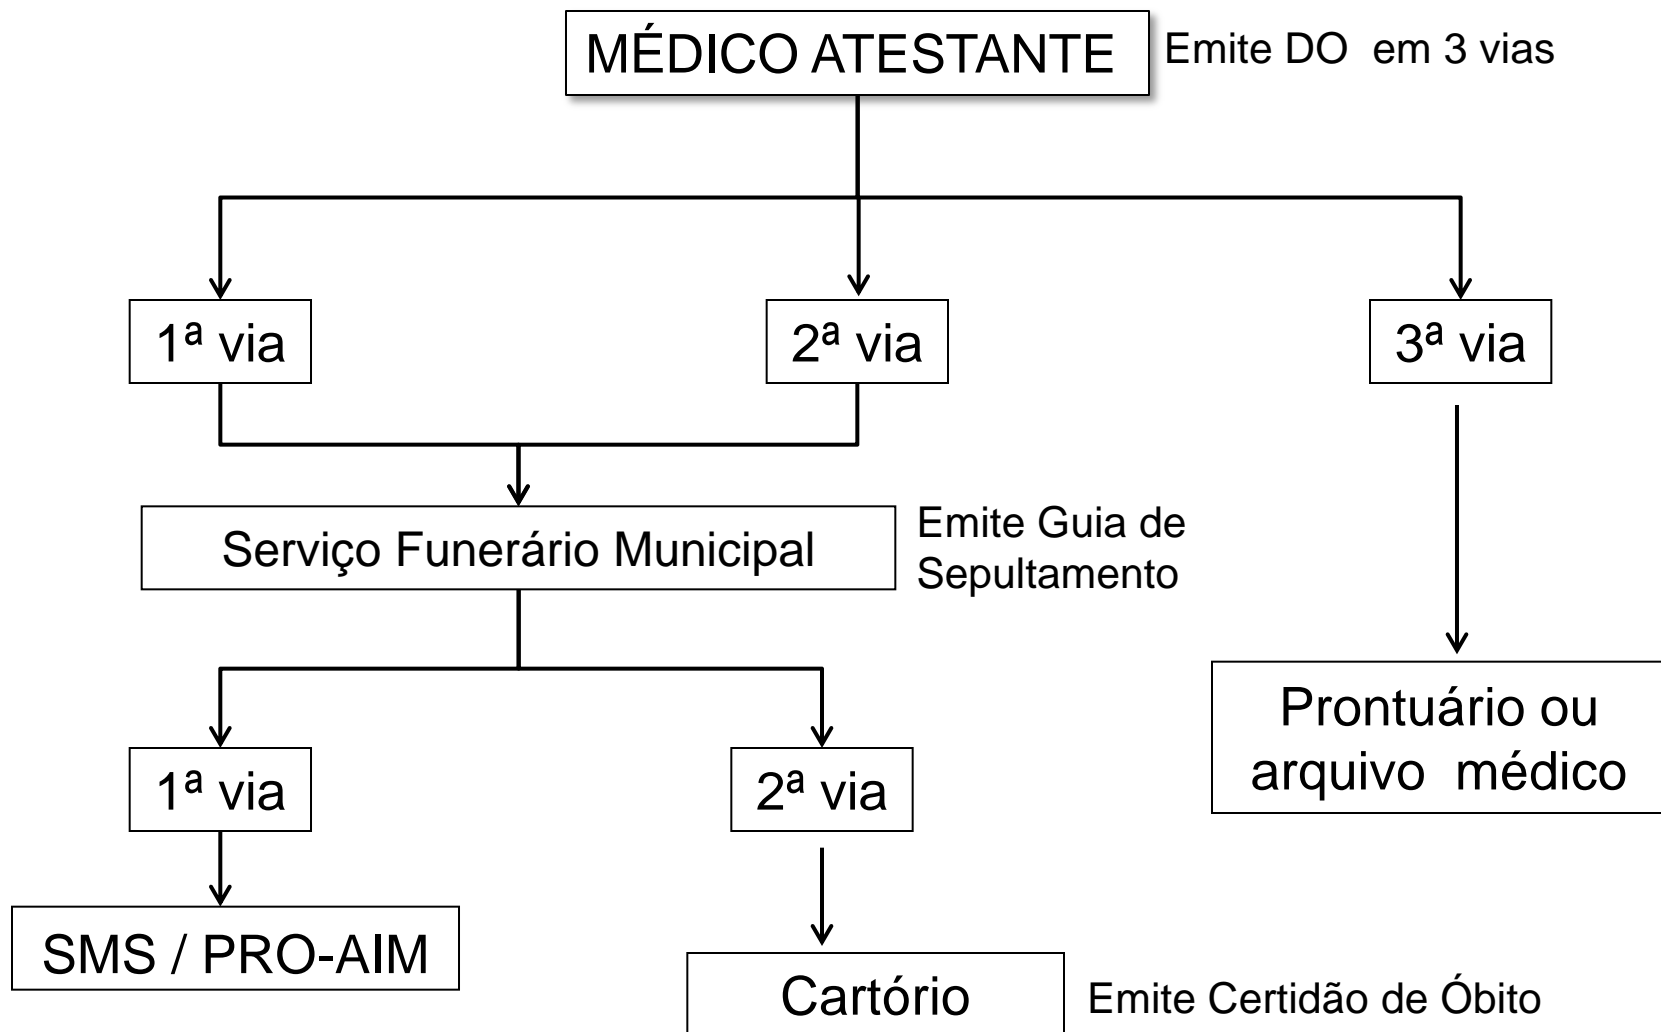 MÉDICO ATESTANTE
Emite DO em 3 vias
1ª via
2ª via
3ª via
Serviço Funerário Municipal
Emite Guia de
Sepultamento
1ª via
2ª via
Prontuário ou
arquivo médico
SMS / PRO-AIM
Cartório
Emite Certidão de Óbito